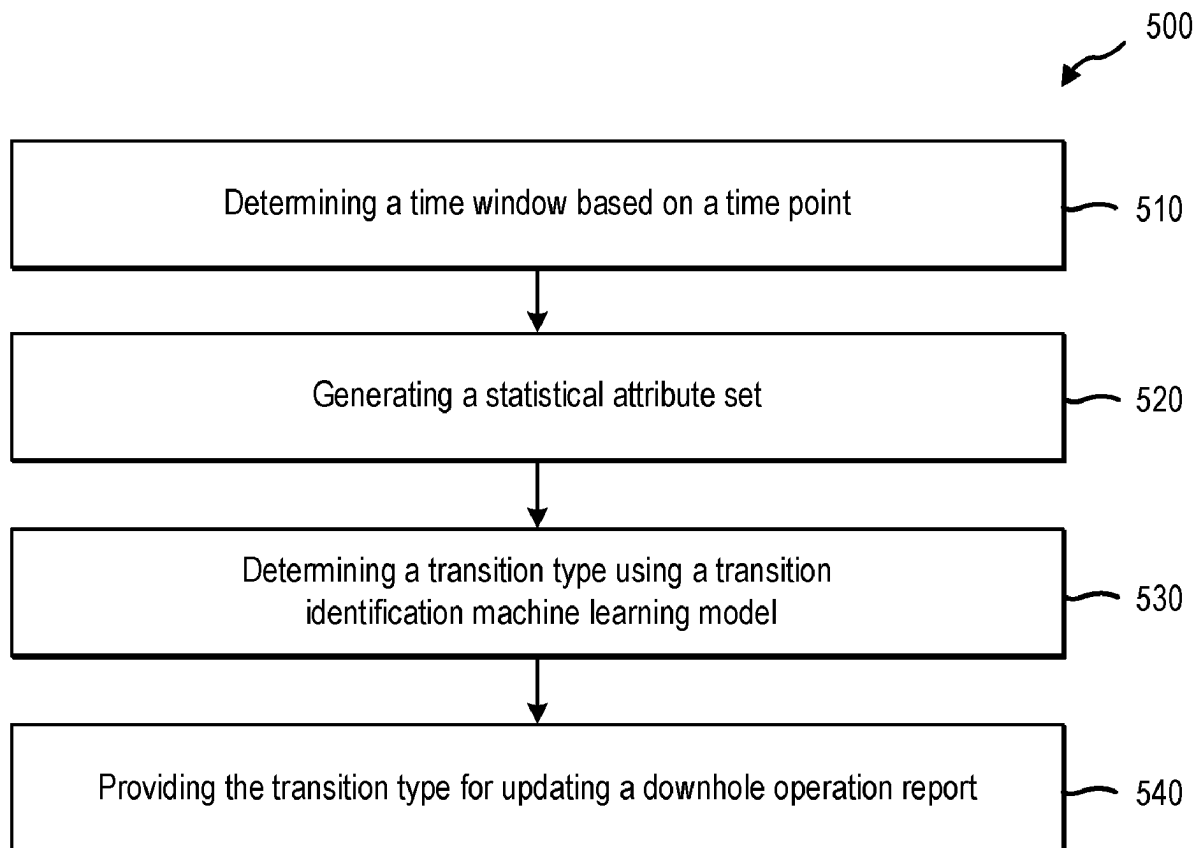 500
Determining a time window based on a time point
510
Generating a statistical attribute set
520
Determining a transition type using a transition
identification machine learning model
530
Providing the transition type for updating a downhole operation report
540